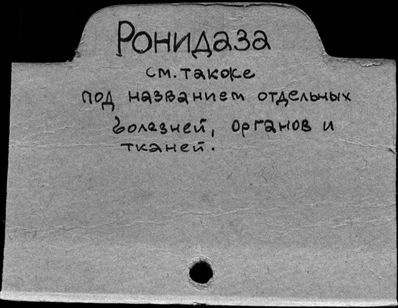 Ронидаза
см. также
под названием отдельных
болезней, органов и
тканей.